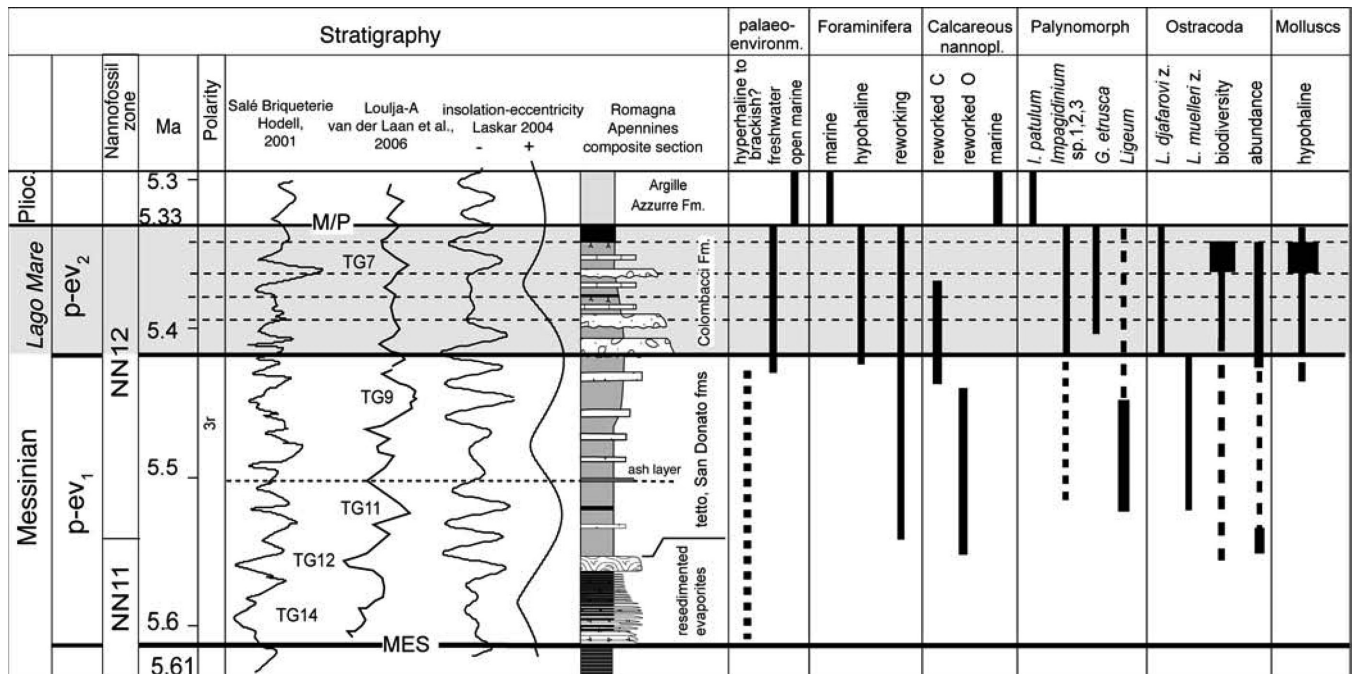 Stratigraphy
palaeo-
environm.
Foraminifera
Calcareous
nannopl.
Palynomorph
Ostracoda
Molluscs
Nannofossil
zone
Ma
Polarity
Salé Briqueterie
Hodell,
2001
Loulja-A
van der Laan et al.,
2006
insolation-eccentricity
Laskar 2004
- +
Romagna
Apennines
composite section
hyperhaline to
brackish?
freshwater
open marine
marine
hypohaline
reworking
reworked C
reworked O
marine
I. patulum
Impagidinium
sp.1,2,3
G. etrusca
Ligeum
L. djafarovi z.
L. muelleri z.
biodiversity
abundance
hypohaline
Plioc.
5.3
5.33
M/P
Argille
Azzurre Fm.
Lago Mare
p-ev2
TG7
5.4
Colombacci Fm.
Messinian
p-ev1
NN12
NN11
3r
TG9
5.5
ash layer
TG11
TG12
TG14
tetto, San Donato fms
resedimented
evaporites
5.6
MES
5.61